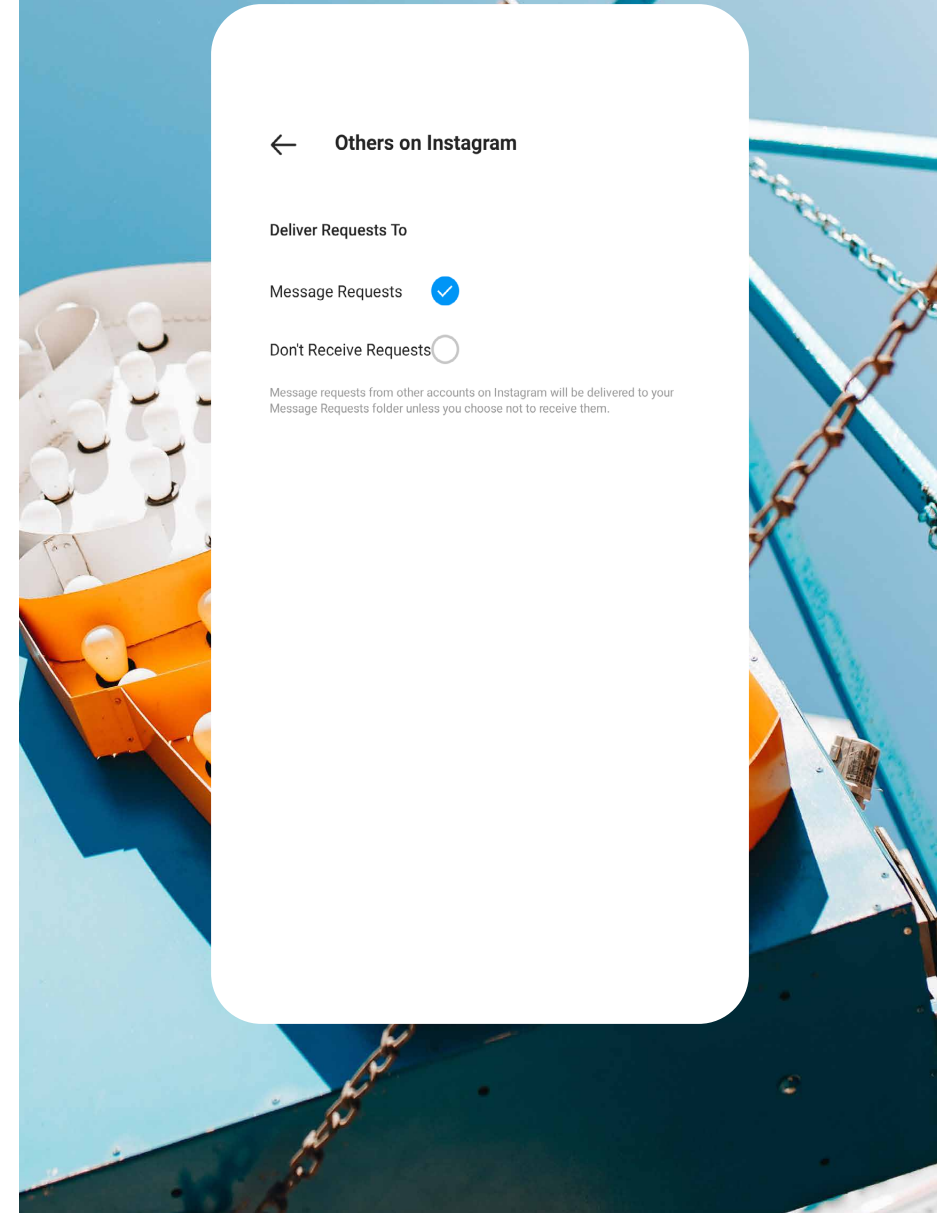 Others on Instagram
Deliver Requests To
Message Requests
Don't Receive Requests
Message requests from other accounts on Instagram will be delivered to your
Message Requests folder unless you choose not to receive them.